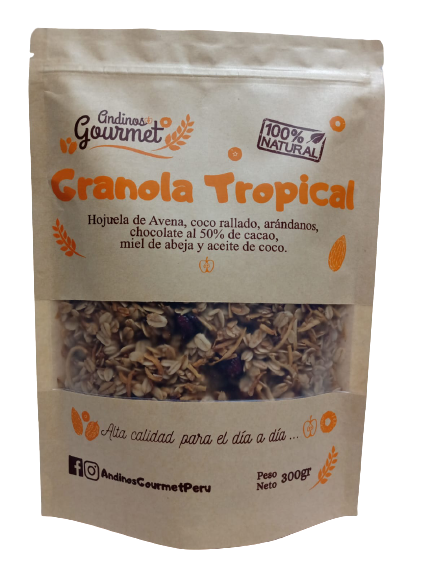 Andinos
Gourmet
100%
NATURAL
Granola Tropical
Hojuela de Avena, coco rallado, arándanos,
chocolate al 50% de cacao,
miel de abeja y aceite de coco.
Alta calidad para el día a día ...
AndinosGourmetPeru
Peso
Neto 300gr